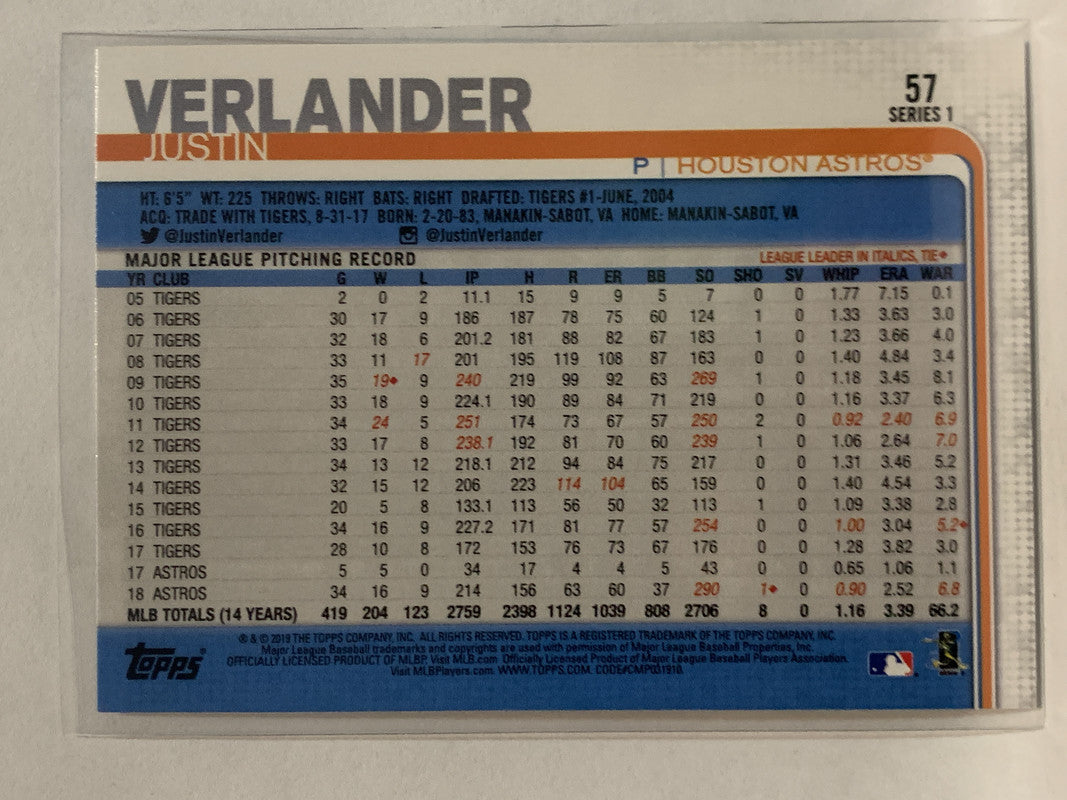 VERLANDER
JUSTIN
57
SERIES 1
P | HOUSTON ASTROS®
HT: 6'5" WT: 225 THROWS: RIGHT BATS: RIGHT DRAFTED: TIGERS #1-JUNE, 2004
ACQ: TRADE WITH TIGERS, 8-31-17 BORN: 2-20-83, MANAKIN-SABOT, VA HOME: MANAKIN-SABOT, VA
@JustinVerlander @JustinVerlander
MAJOR LEAGUE PITCHING RECORD LEAGUE LEADER IN ITALICS, TIE♦
YR CLUB G W L IP H R ER BB SO SHO SV WHIP ERA WAR
05 TIGERS 2 0 2 11.1 15 9 9 5 7 0 0 1.77 7.15 0.1
06 TIGERS 30 17 9 186 187 78 75 60 124 1 0 1.33 3.63 3.0
07 TIGERS 32 18 6 201.2 181 88 82 67 183 1 0 1.23 3.66 4.0
08 TIGERS 33 11 17 201 195 119 108 87 163 0 0 1.40 4.84 3.4
09 TIGERS 35 19♦ 9 240 219 99 92 63 269 1 0 1.18 3.45 8.1
10 TIGERS 33 18 9 224.1 190 89 84 71 219 0 0 1.16 3.37 6.3
11 TIGERS 34 24 5 251 174 73 67 57 250 2 0 0.92 2.40 6.9
12 TIGERS 33 17 8 238.1 192 81 70 60 239 1 0 1.06 2.64 7.0
13 TIGERS 34 13 12 218.1 212 94 84 75 217 0 0 1.31 3.46 5.2
14 TIGERS 32 15 12 206 223 114 104 65 159 0 0 1.40 4.54 3.3
15 TIGERS 20 5 8 133.1 113 56 50 32 113 1 0 1.09 3.38 2.8
16 TIGERS 34 16 9 227.2 171 81 77 57 254 0 0 1.00 3.04 5.2♦
17 TIGERS 28 10 8 172 153 76 73 67 176 0 0 1.28 3.82 3.0
17 ASTROS 5 5 0 34 17 4 4 5 43 0 0 0.65 1.06 1.1
18 ASTROS 34 16 9 214 156 63 60 37 290 1♦ 0 0.90 2.52 6.8
MLB TOTALS (14 YEARS) 419 204 123 2759 2398 1124 1039 808 2706 8 0 1.16 3.39 66.2
topps
® & © 2019 THE TOPPS COMPANY, INC. ALL RIGHTS RESERVED. TOPPS IS A REGISTERED TRADEMARK OF THE TOPPS COMPANY, INC.
Major League Baseball trademarks and copyrights are used with permission of Major League Baseball Properties, Inc.
OFFICIALLY LICENSED PRODUCT OF MLBP. Visit MLB.com Officially Licensed Product of Major League Baseball Players Association.
Visit MLBPlayers.com. WWW.TOPPS.COM. CODE#CMP031918.